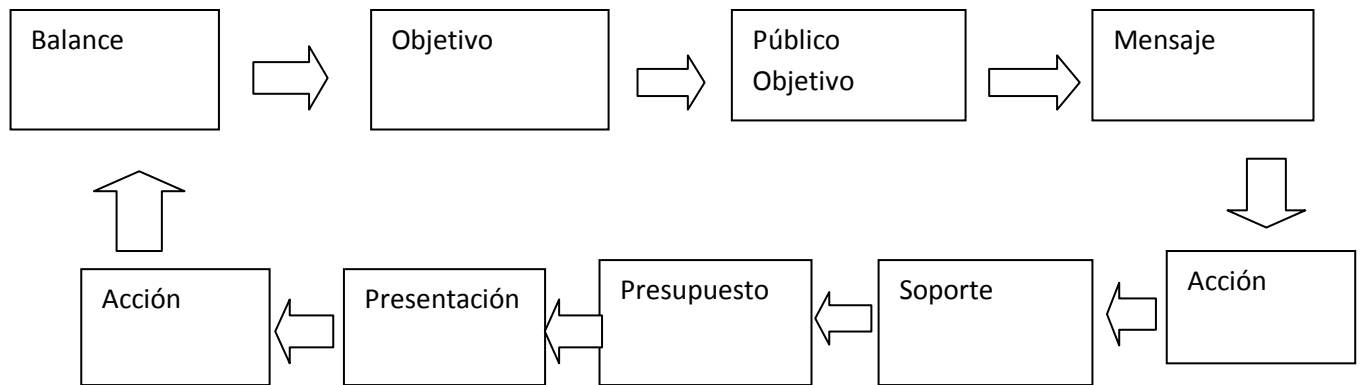 Balance
Objetivo
Público
Objetivo
Mensaje
Acción
Presentación
Presupuesto
Soporte
Acción